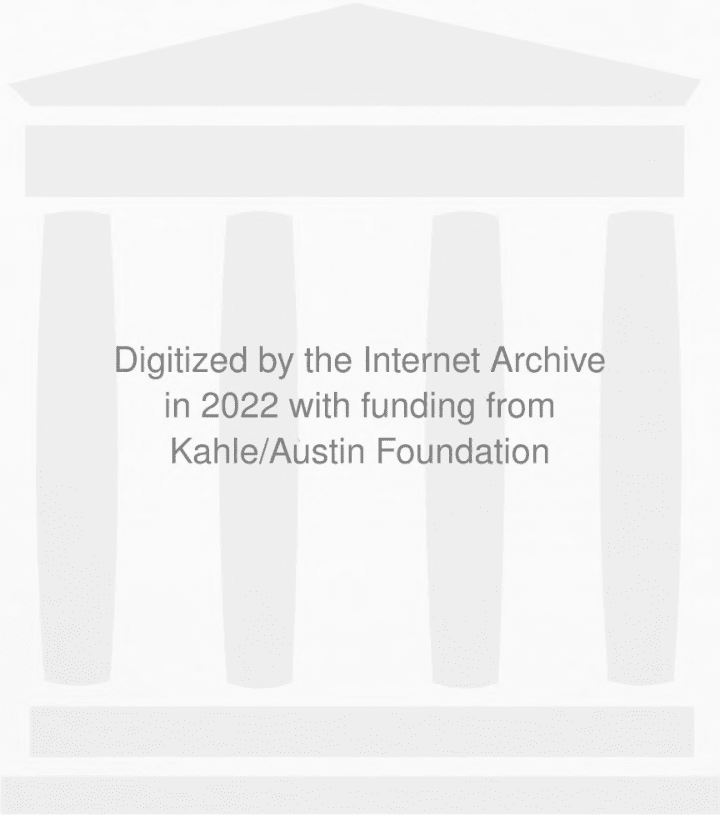 Digitized by the Internet Archive
in 2022 with funding from
Kahle/Austin Foundation